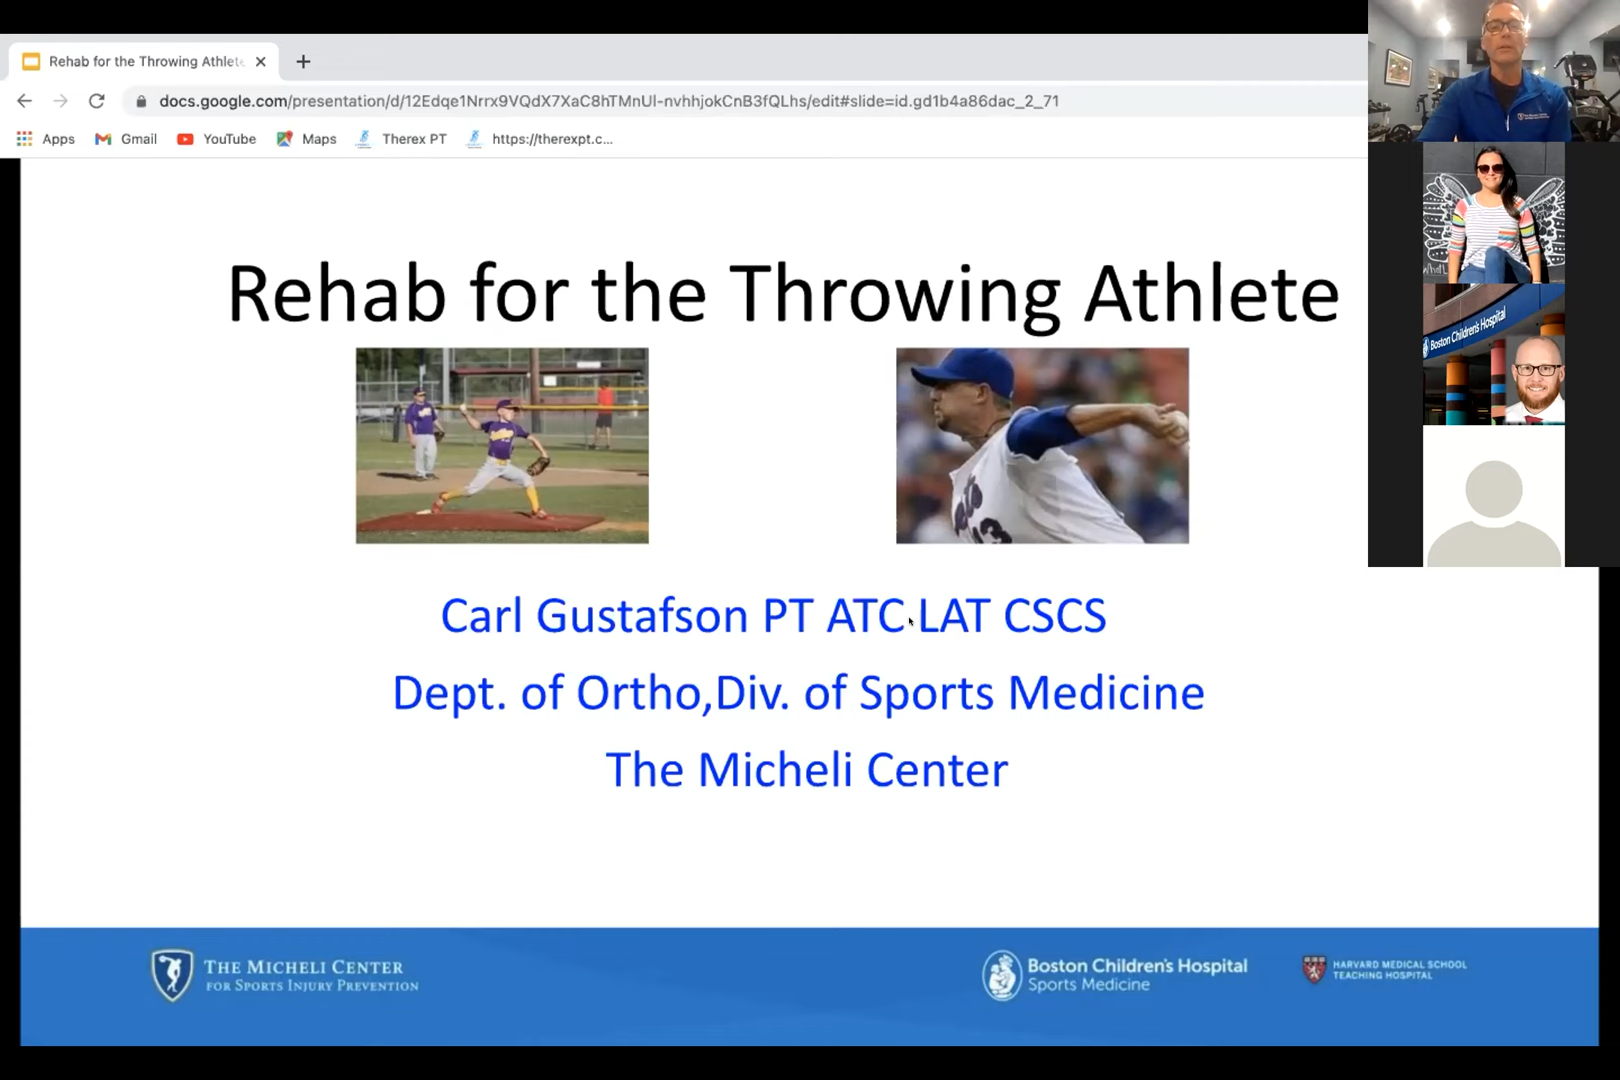 Rehab for the Throwing Athlete
docs.google.com/presentation/d/12Edqe1Nrrx9VQdX7XaC8hTMnUl-nvhhjokCnB3fQLhs/edit#slide=id.gd1b4a86dac_2_71
Apps Gmail YouTube Maps Therex PT https://therexpt.c...
Boston Children's Hospital
Rehab for the Throwing Athlete
13
Carl Gustafson PT ATC LAT CSCS
Dept. of Ortho,Div. of Sports Medicine
The Micheli Center
THE MICHELI CENTER
FOR SPORTS INJURY PREVENTION
Boston Children's Hospital
Sports Medicine
HARVARD MEDICAL SCHOOL
TEACHING HOSPITAL